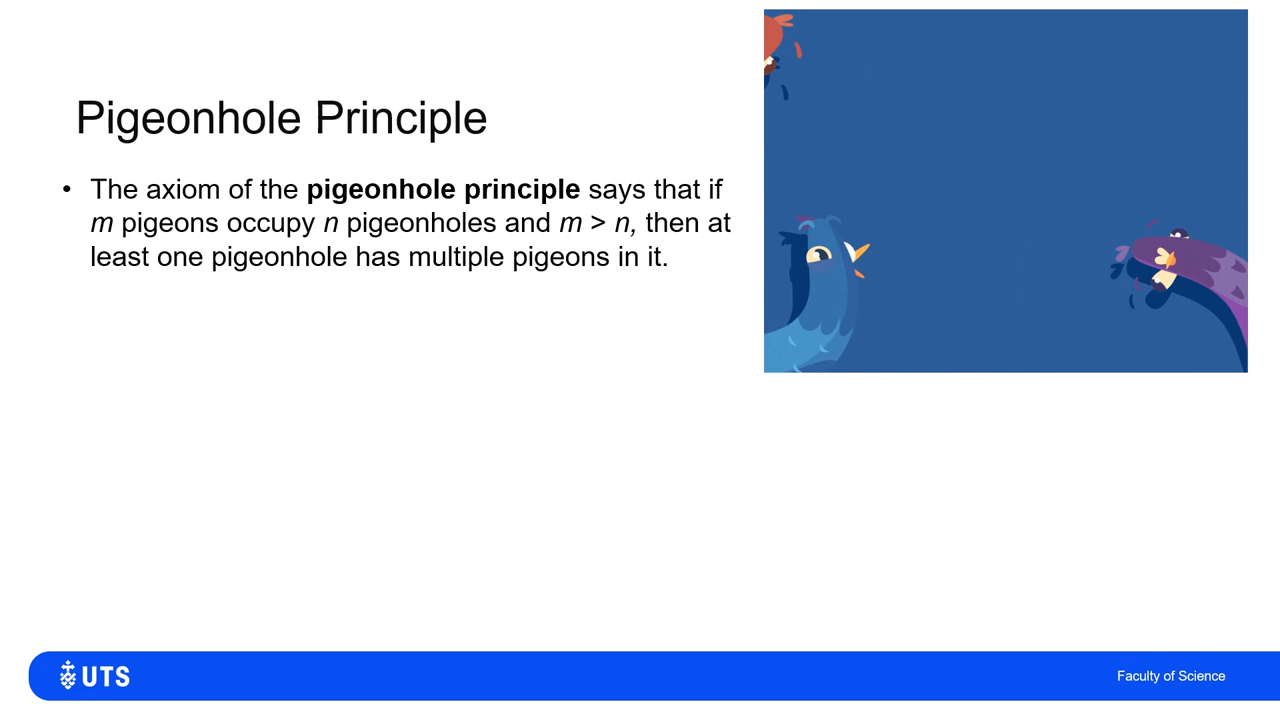 Pigeonhole Principle
• The axiom of the pigeonhole principle says that if
m pigeons occupy n pigeonholes and m > n, then at
least one pigeonhole has multiple pigeons in it.
UTS
Faculty of Science